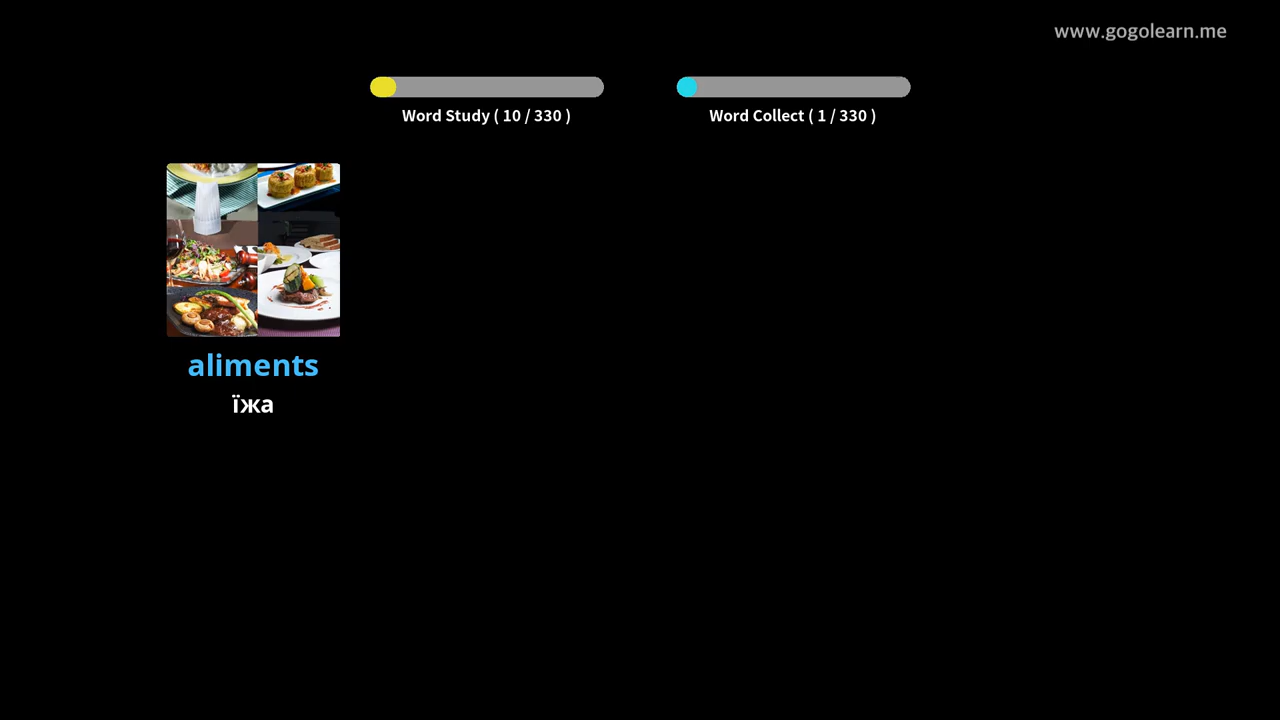 www.gogolearn.me
Word Study ( 10 / 330 )
Word Collect ( 1 / 330 )
aliments
їжа